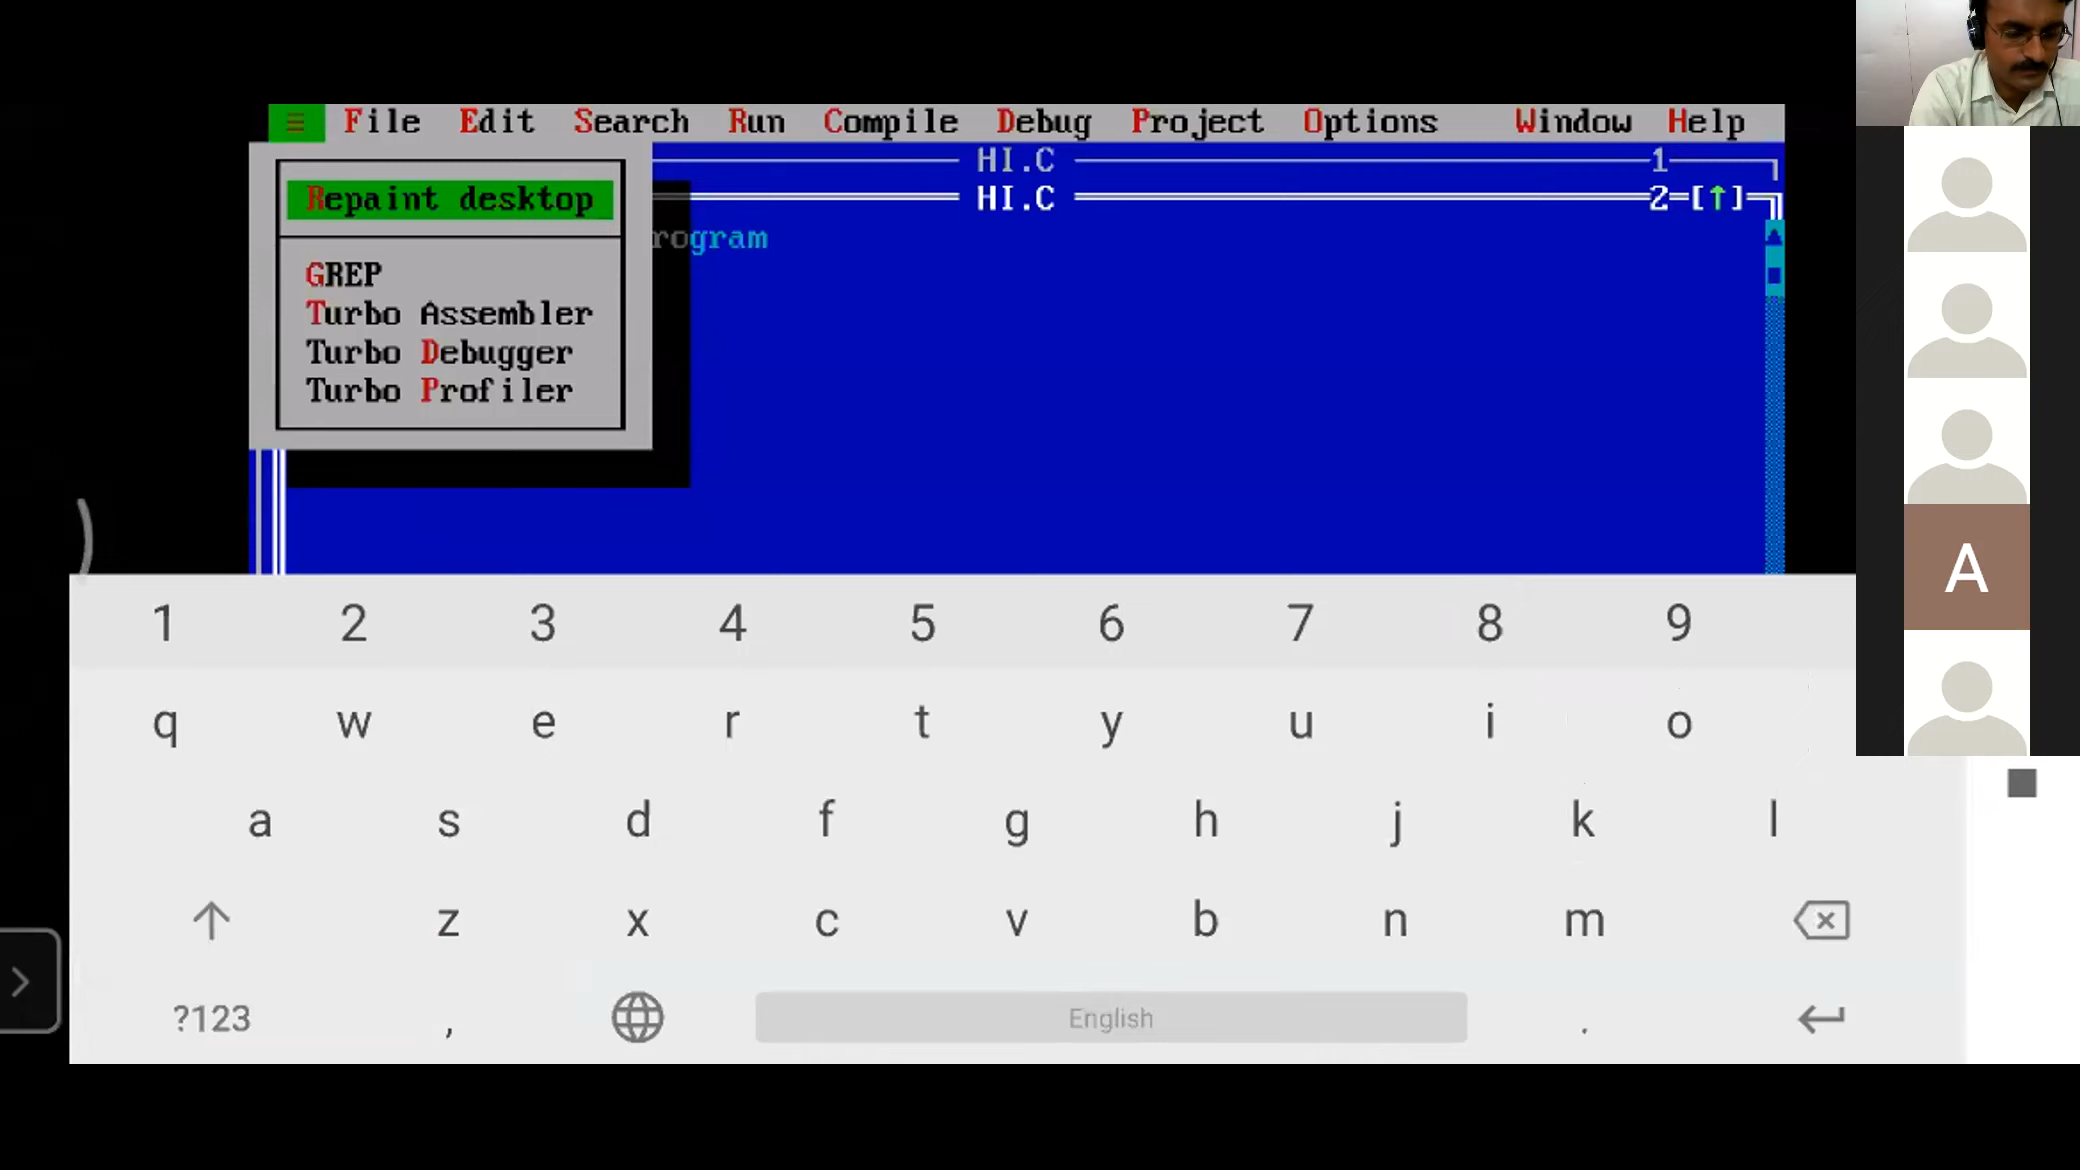 ≡ File Edit Search Run Compile Debug Project Options Window Help
HI.C 1
HI.C 2=[↑]
Repaint desktop
rogram
GREP
Turbo Assembler
Turbo Debugger
Turbo Profiler
A
1 2 3 4 5 6 7 8 9
q w e r t y u i o
a s d f g h j k l
z x c v b n m
?123 , English .